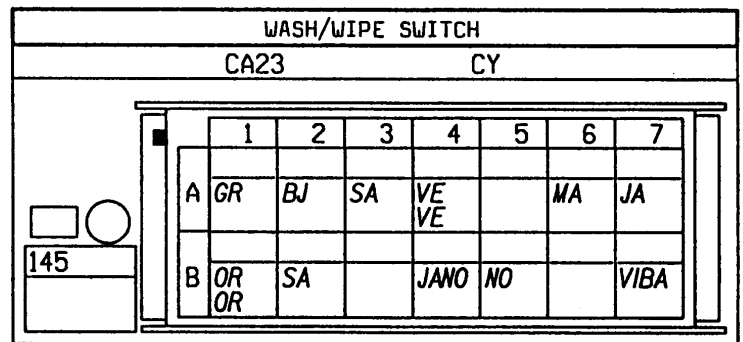 WASH/WIPE SWITCH
CA23 CY
1 2 3 4 5 6 7
A GR BJ SA VE MA JA
VE
145
B OR SA JANO NO VIBA
OR